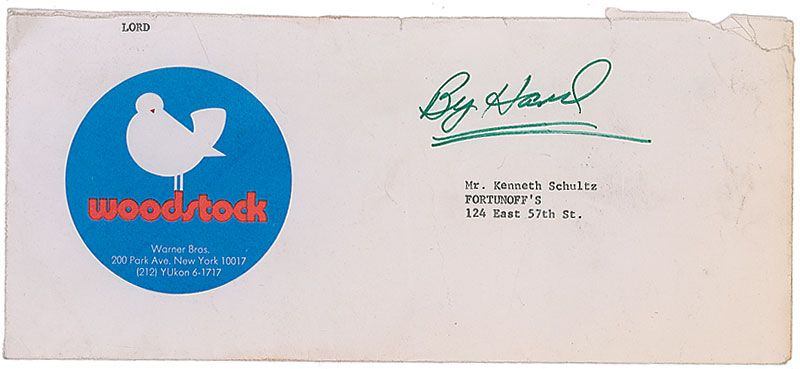 LORD
By Hand
woodstock
Warner Bros.
200 Park Ave. New York 10017
(212) YUkon 6-1717
Mr. Kenneth Schultz
FORTUNOFF'S
124 East 57th St.